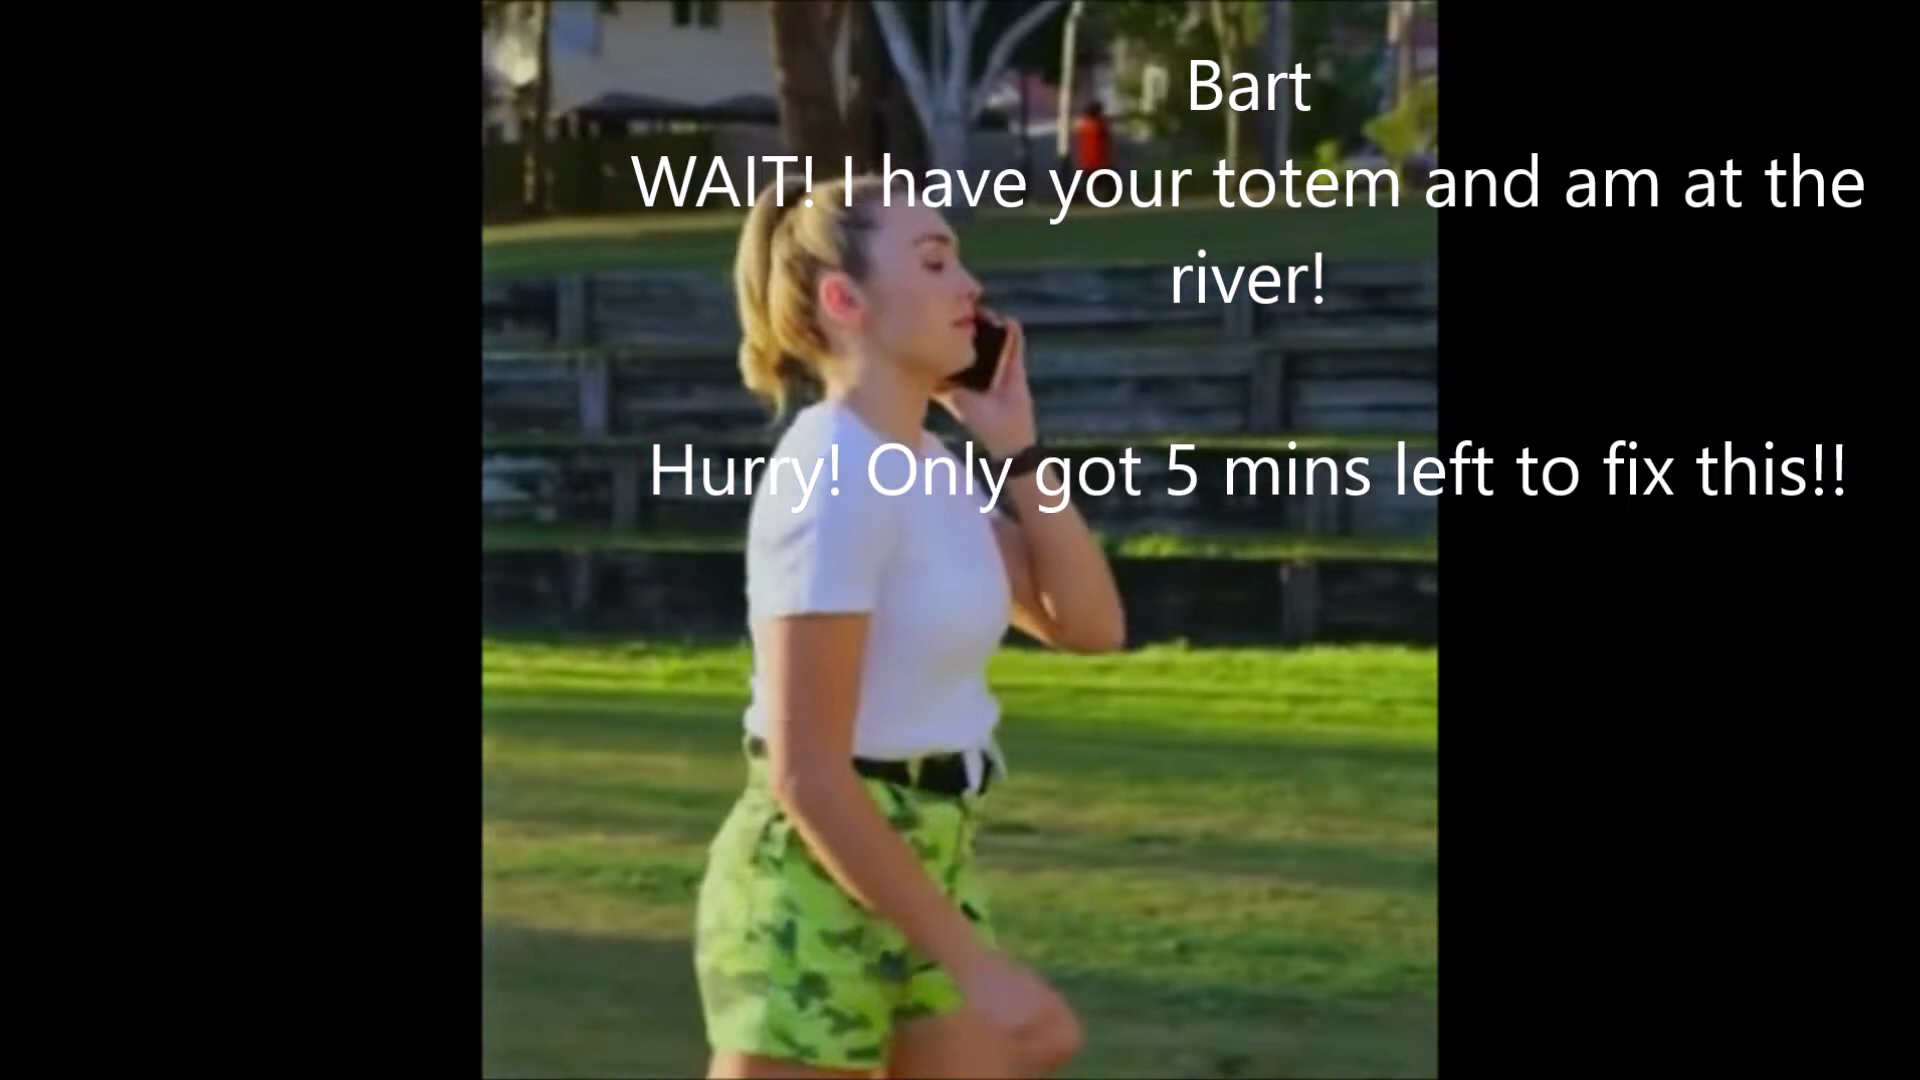 Bart
WAIT! I have your totem and am at the
river!
Hurry! Only got 5 mins left to fix this!!